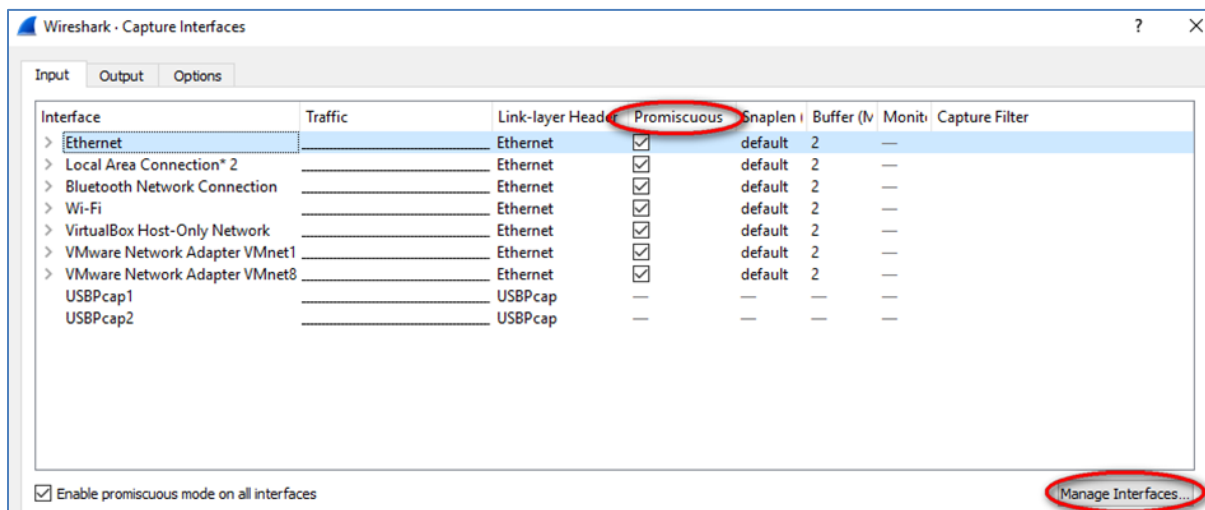 Wireshark · Capture Interfaces ? ×
Input Output Options
Interface Traffic Link-layer Header Promiscuous Snaplen ( Buffer (M Monito Capture Filter
> Ethernet Ethernet ☑ default 2 —
> Local Area Connection* 2 Ethernet ☑ default 2 —
> Bluetooth Network Connection Ethernet ☑ default 2 —
> Wi-Fi Ethernet ☑ default 2 —
> VirtualBox Host-Only Network Ethernet ☑ default 2 —
> VMware Network Adapter VMnet1 Ethernet ☑ default 2 —
> VMware Network Adapter VMnet8 Ethernet ☑ default 2 —
USBPcap1 USBPcap — — — —
USBPcap2 USBPcap — — — —
☑ Enable promiscuous mode on all interfaces Manage Interfaces...